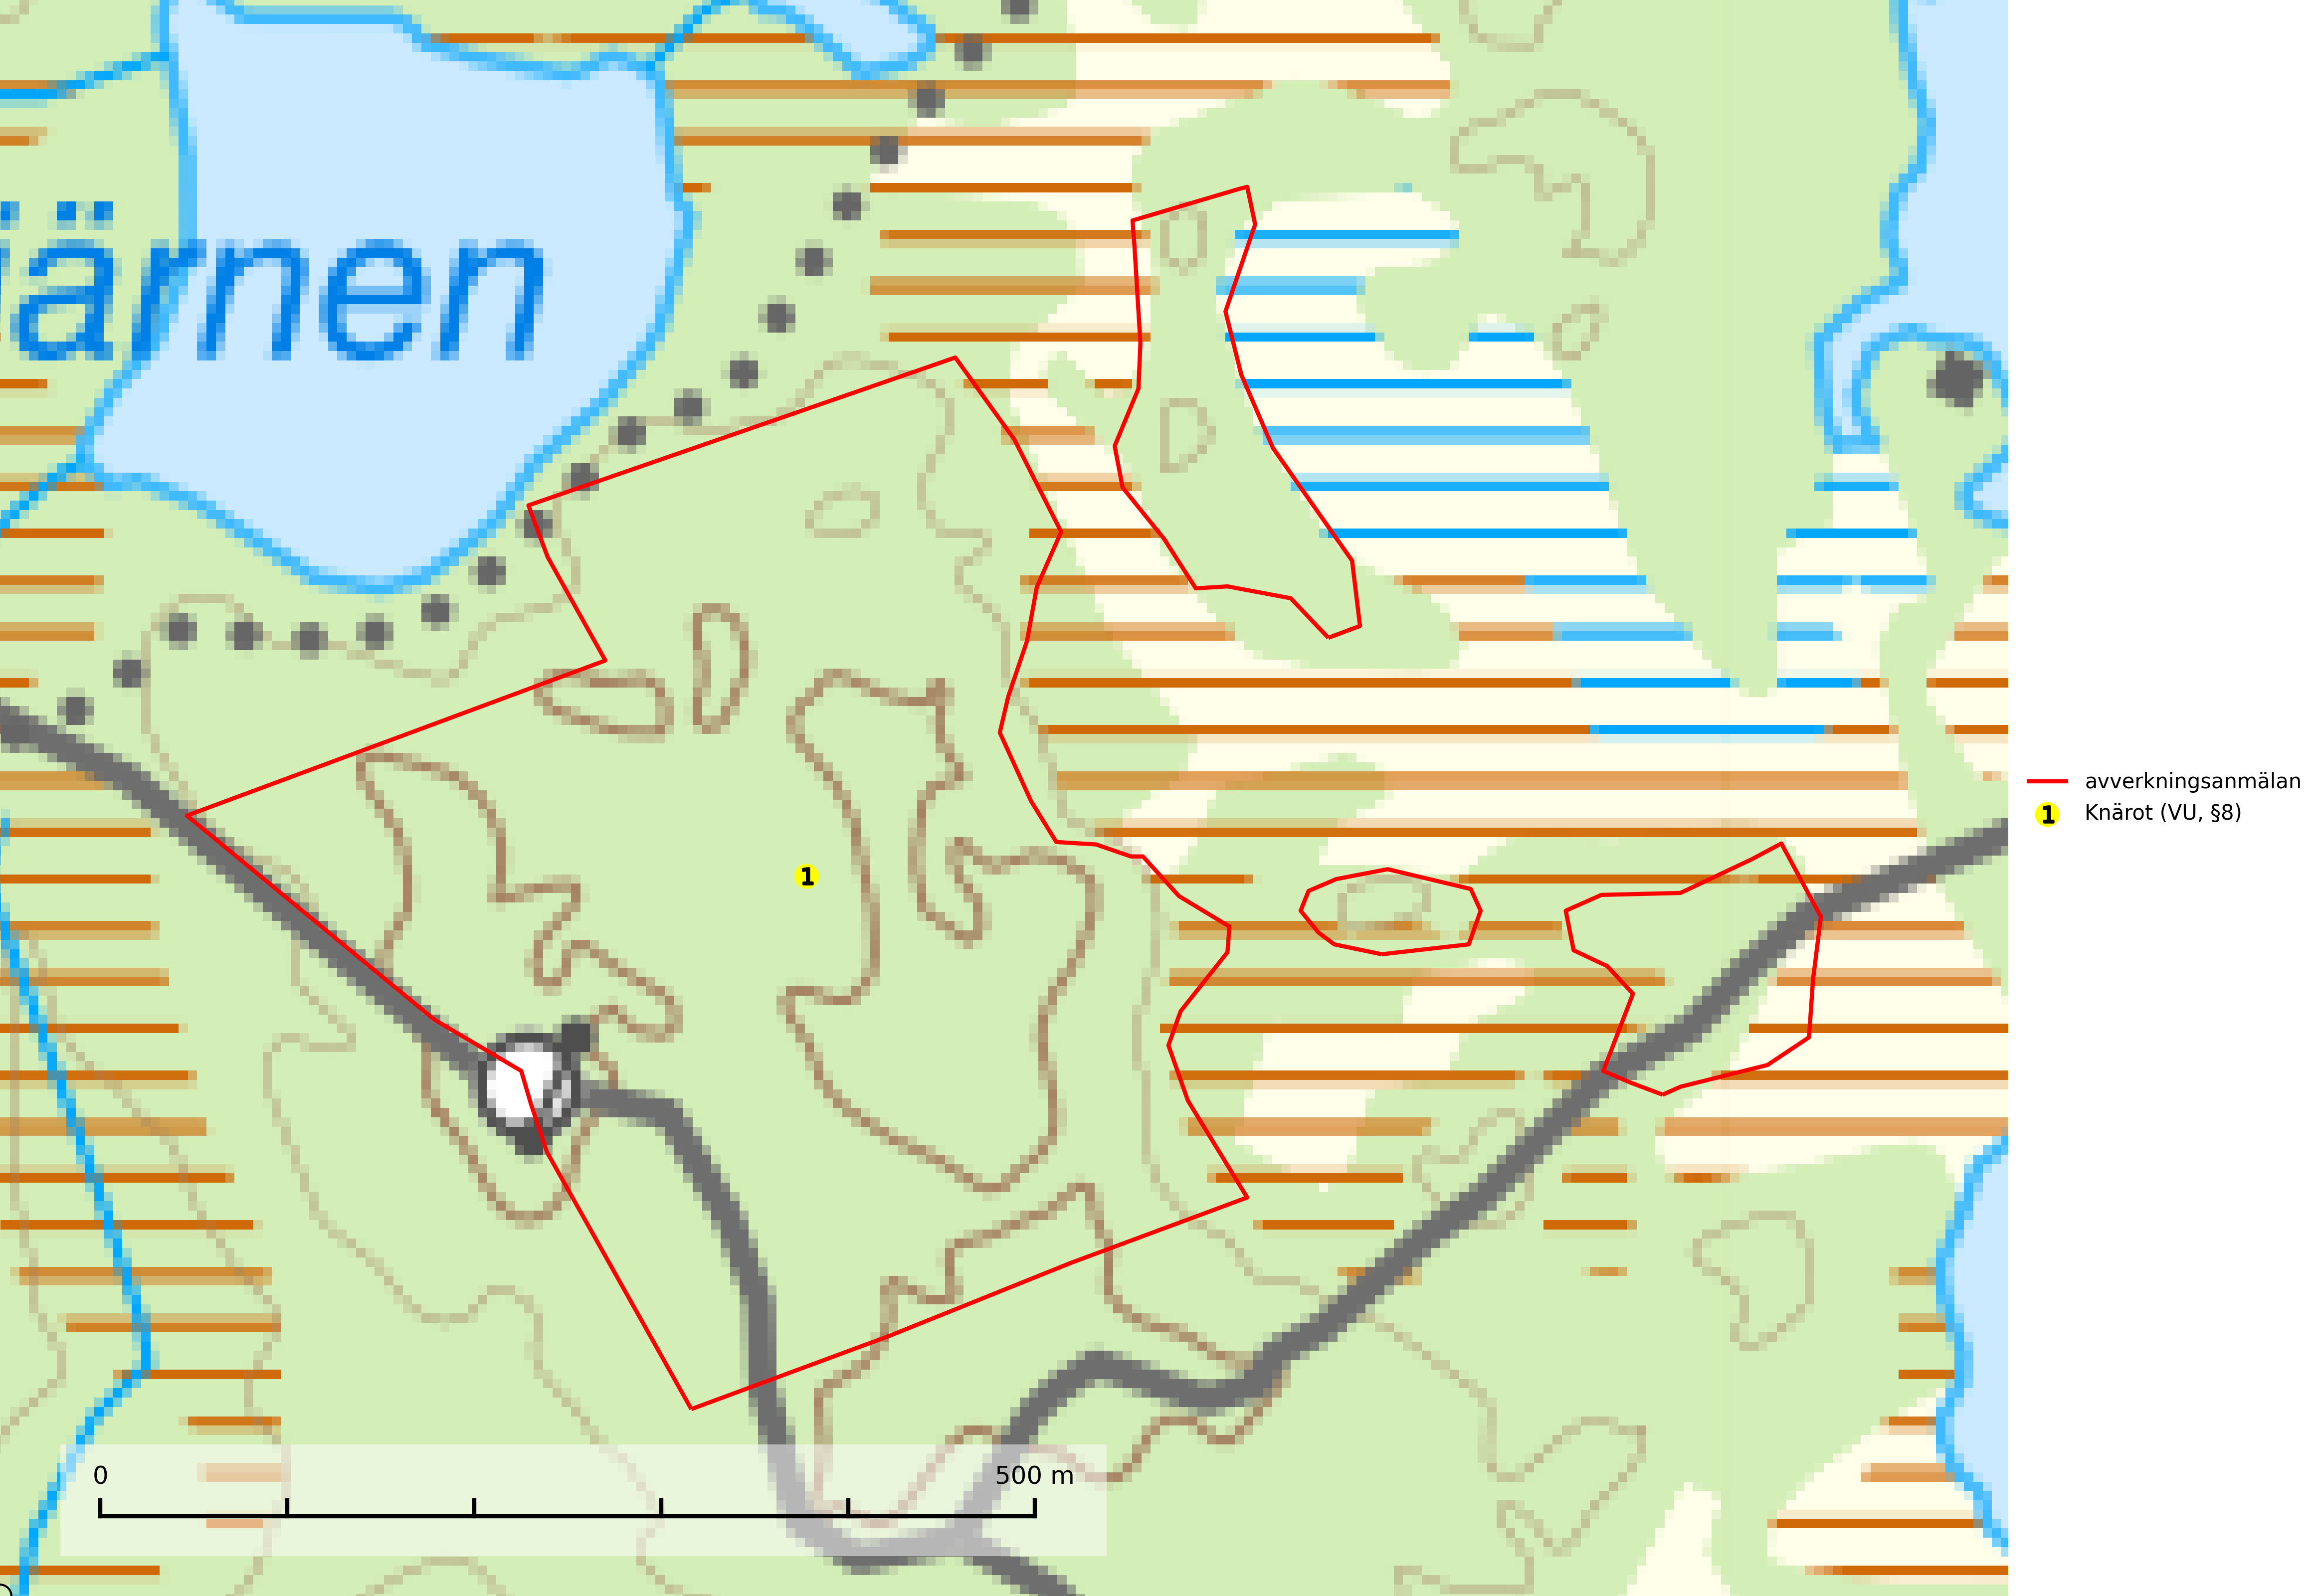 ärnen
1
avverkningsanmälan
1 Knärot (VU, §8)
0 500 m